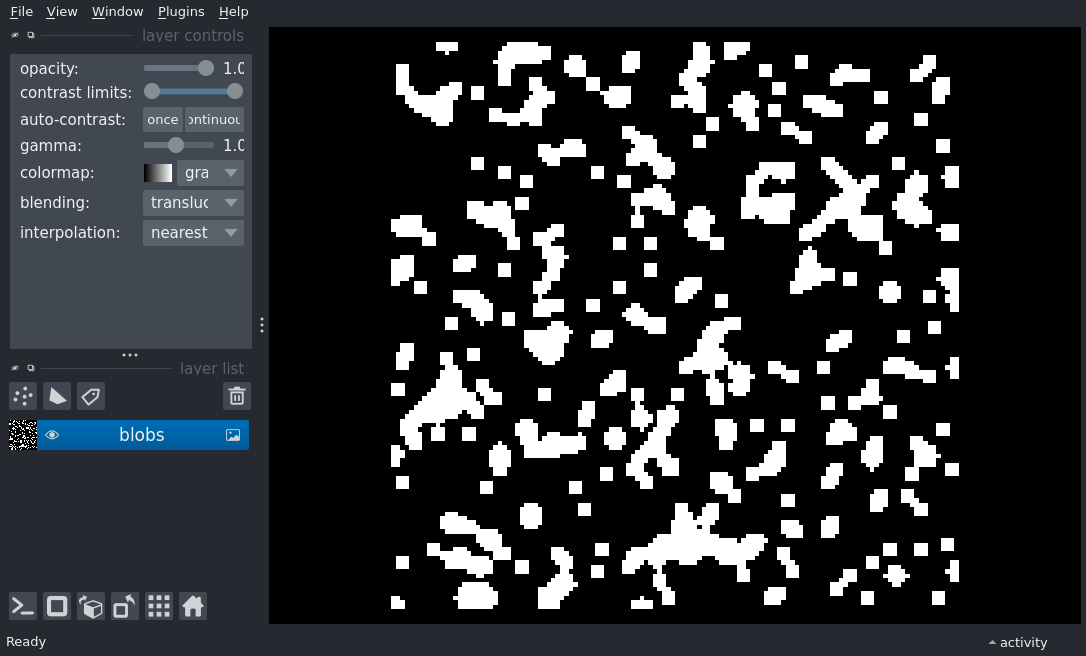 File View Window Plugins Help
layer controls
opacity: 1.0
contrast limits:
auto-contrast: once ontinuou
gamma: 1.0
colormap: gra
blending: transluc
interpolation: nearest
layer list
blobs
Ready activity